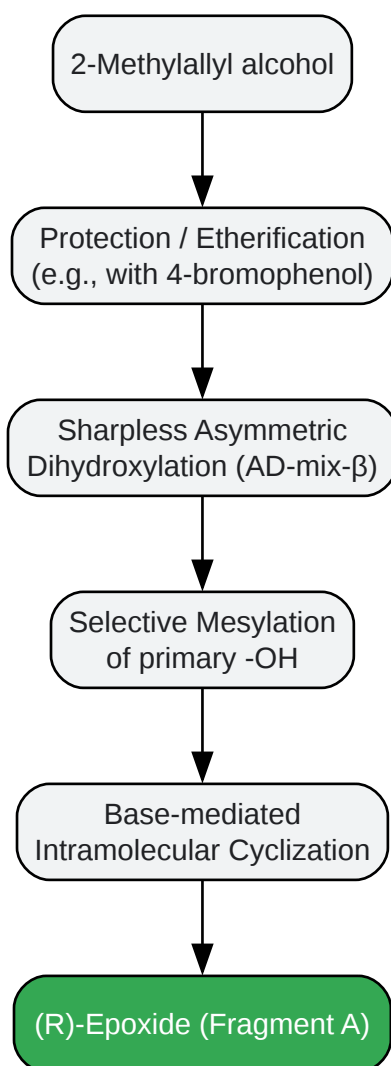 2-Methylallyl alcohol
Protection / Etherification
(e.g., with 4-bromophenol)
Sharpless Asymmetric
Dihydroxylation (AD-mix-β)
Selective Mesylation
of primary -OH
Base-mediated
Intramolecular Cyclization
(R)-Epoxide (Fragment A)